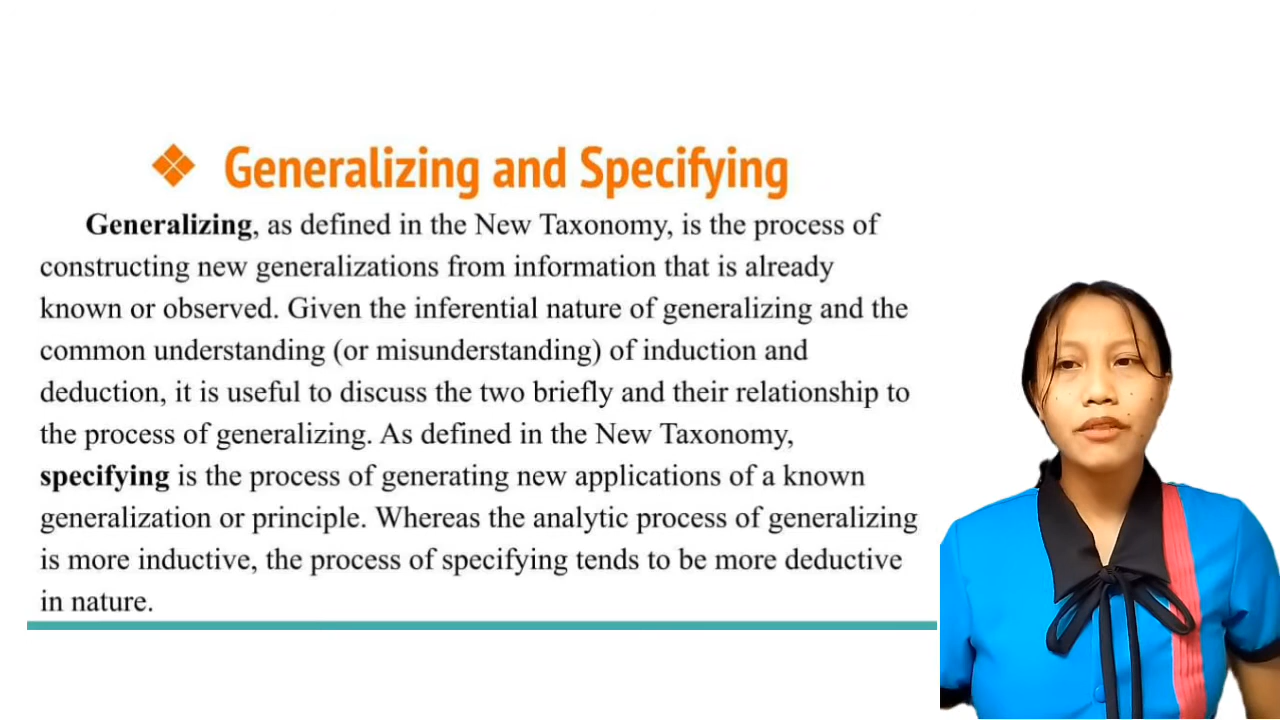 Generalizing and Specifying
Generalizing, as defined in the New Taxonomy, is the process of
constructing new generalizations from information that is already
known or observed. Given the inferential nature of generalizing and the
common understanding (or misunderstanding) of induction and
deduction, it is useful to discuss the two briefly and their relationship to
the process of generalizing. As defined in the New Taxonomy,
specifying is the process of generating new applications of a known
generalization or principle. Whereas the analytic process of generalizing
is more inductive, the process of specifying tends to be more deductive
in nature.